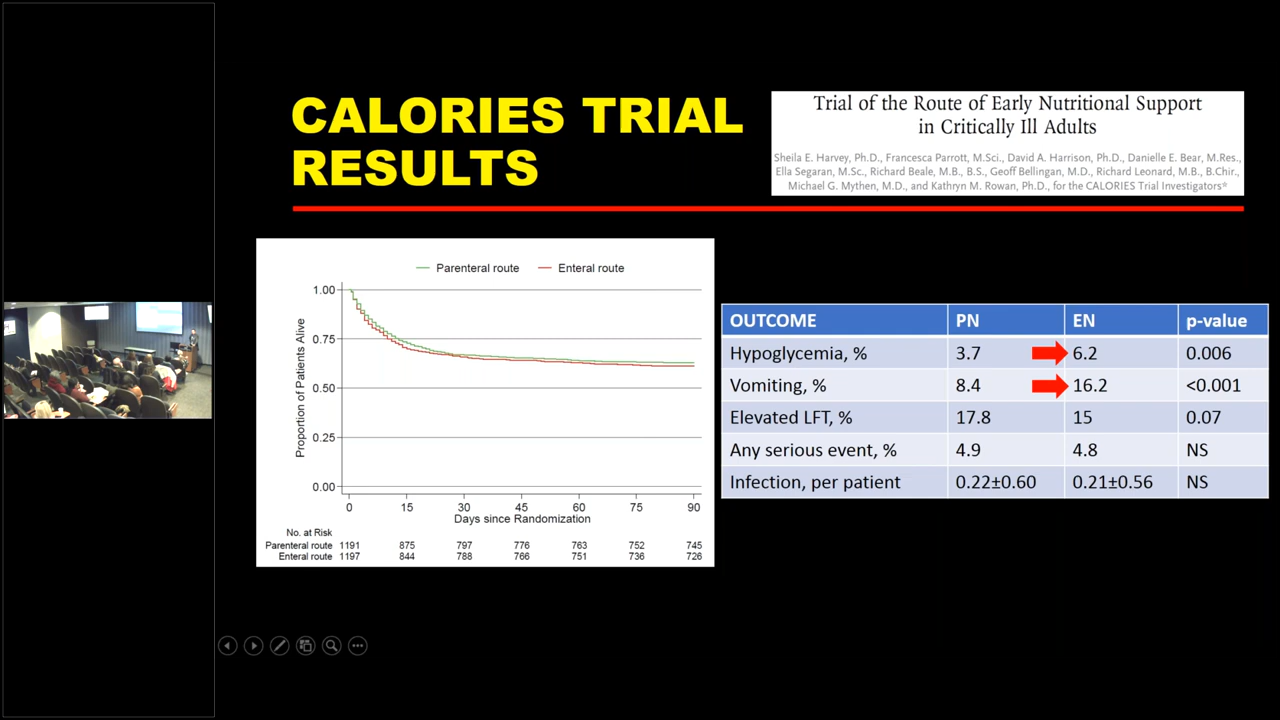 CALORIES TRIAL
RESULTS
Trial of the Route of Early Nutritional Support
in Critically Ill Adults
Sheila E. Harvey, Ph.D., Francesca Parrott, M.Sci., David A. Harrison, Ph.D., Danielle E. Bear, M.Res.,
Ella Segaran, M.Sc., Richard Beale, M.B., B.S., Geoff Bellingan, M.D., Richard Leonard, M.B., B.Chir.,
Michael G. Mythen, M.D., and Kathryn M. Rowan, Ph.D., for the CALORIES Trial Investigators*
Parenteral route Enteral route
Proportion of Patients Alive
1.00
0.75
0.50
0.25
0.00
0 15 30 45 60 75 90
Days since Randomization
No. at Risk
Parenteral route 1191 875 797 776 763 752 745
Enteral route 1197 844 788 766 751 736 726
OUTCOME PN EN p-value
Hypoglycemia, % 3.7 6.2 0.006
Vomiting, % 8.4 16.2 <0.001
Elevated LFT, % 17.8 15 0.07
Any serious event, % 4.9 4.8 NS
Infection, per patient 0.22±0.60 0.21±0.56 NS